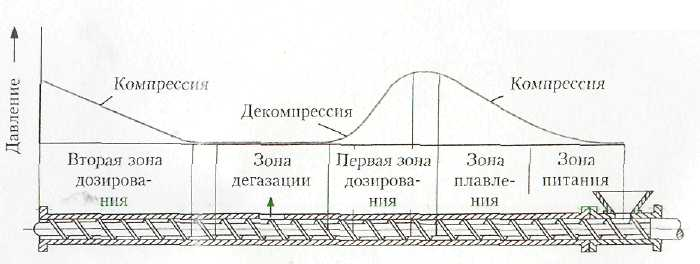 Давление
Компрессия
Декомпрессия
Компрессия
Вторая зона
дозирова-
ния
Зона
дегазации
Первая зона
дозирова-
ния
Зона
плавле-
ния
Зона
питания